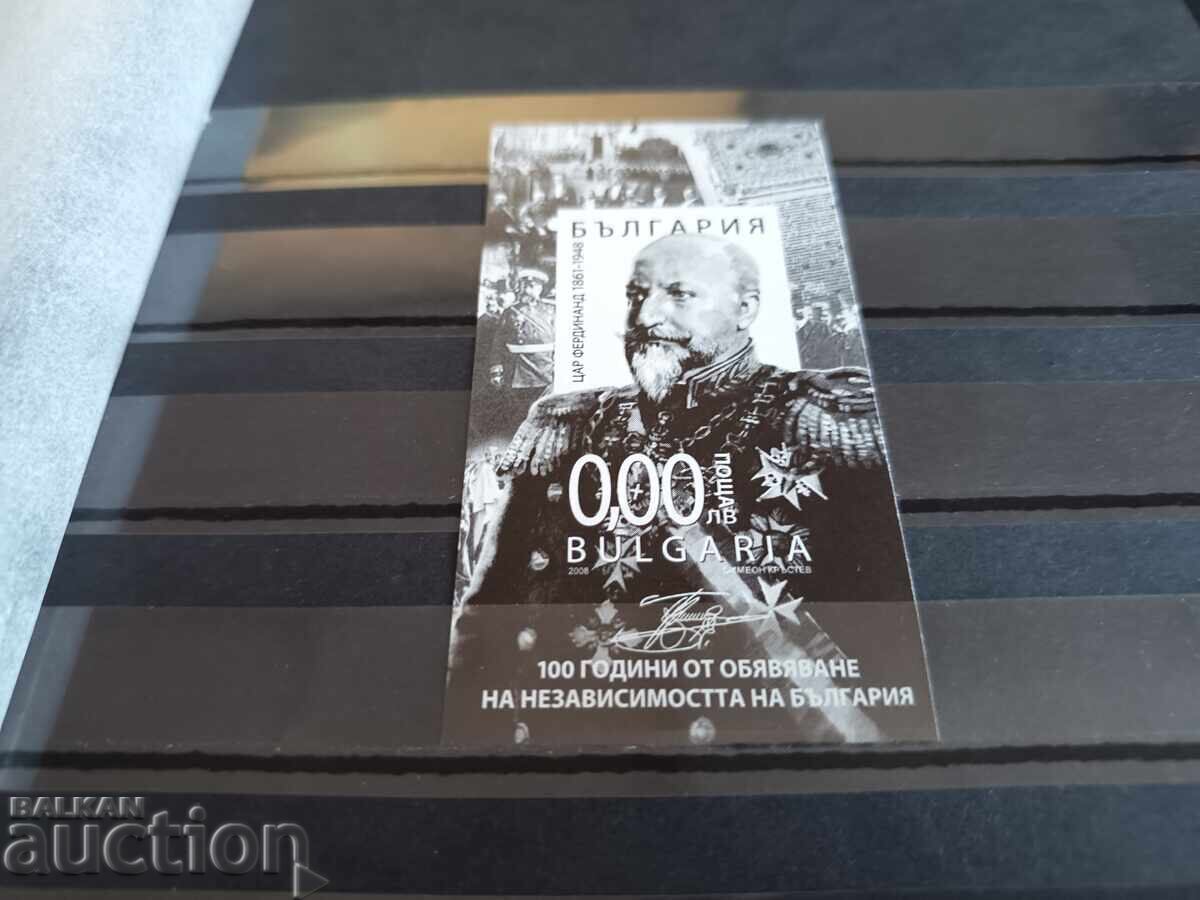 БЪЛГАРИЯ
ЦАР ФЕРДИНАНД 1861-1948
0,00 лв
ПОЩА
BULGARIA
2008 СИМЕОН КРЪСТЕВ
100 ГОДИНИ ОТ ОБЯВЯВАНЕ
НА НЕЗАВИСИМОСТТА НА БЪЛГАРИЯ
BALKAN
auction